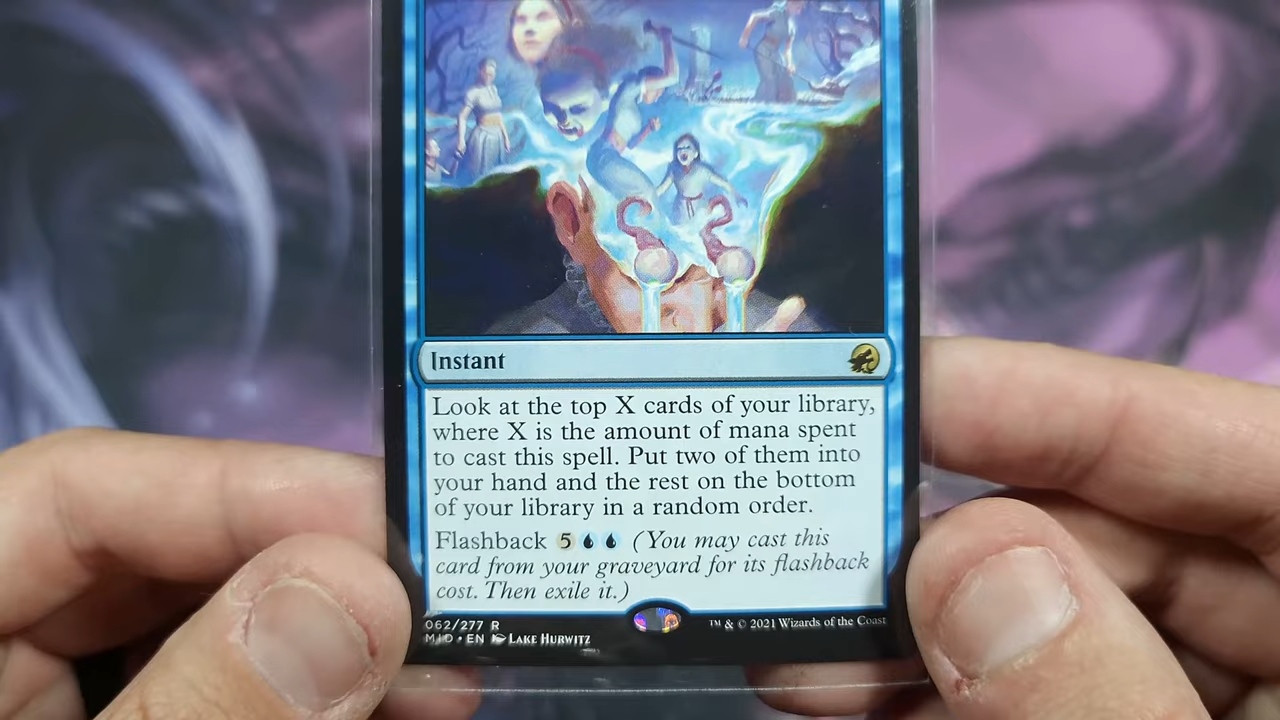 Instant
Look at the top X cards of your library,
where X is the amount of mana spent
to cast this spell. Put two of them into
your hand and the rest on the bottom
of your library in a random order.
Flashback 5 (You may cast this
card from your graveyard for its flashback
cost. Then exile it.)
062/277 R
MID • EN LAKE HURWITZ
™ & © 2021 Wizards of the Coast